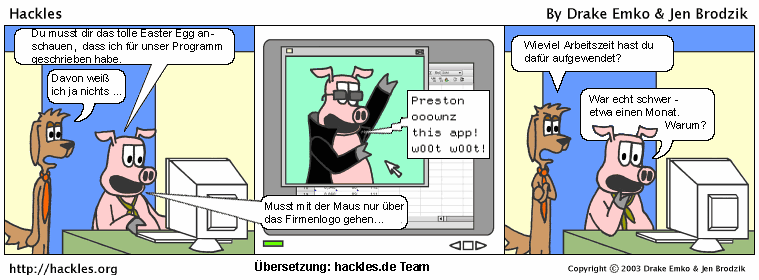 Hackles
By Drake Emko & Jen Brodzik
Du musst dir das tolle Easter Egg an-
schauen, dass ich für unser Programm
geschrieben habe.
Davon weiß
ich ja nichts ...
Musst mit der Maus nur über
das Firmenlogo gehen...
Preston
ooownz
this app!
w00t w00t!
Wieviel Arbeitszeit hast du
dafür aufgewendet?
War echt schwer -
etwa einen Monat.
Warum?
http://hackles.org
Übersetzung: hackles.de Team
Copyright © 2003 Drake Emko & Jen Brodzik